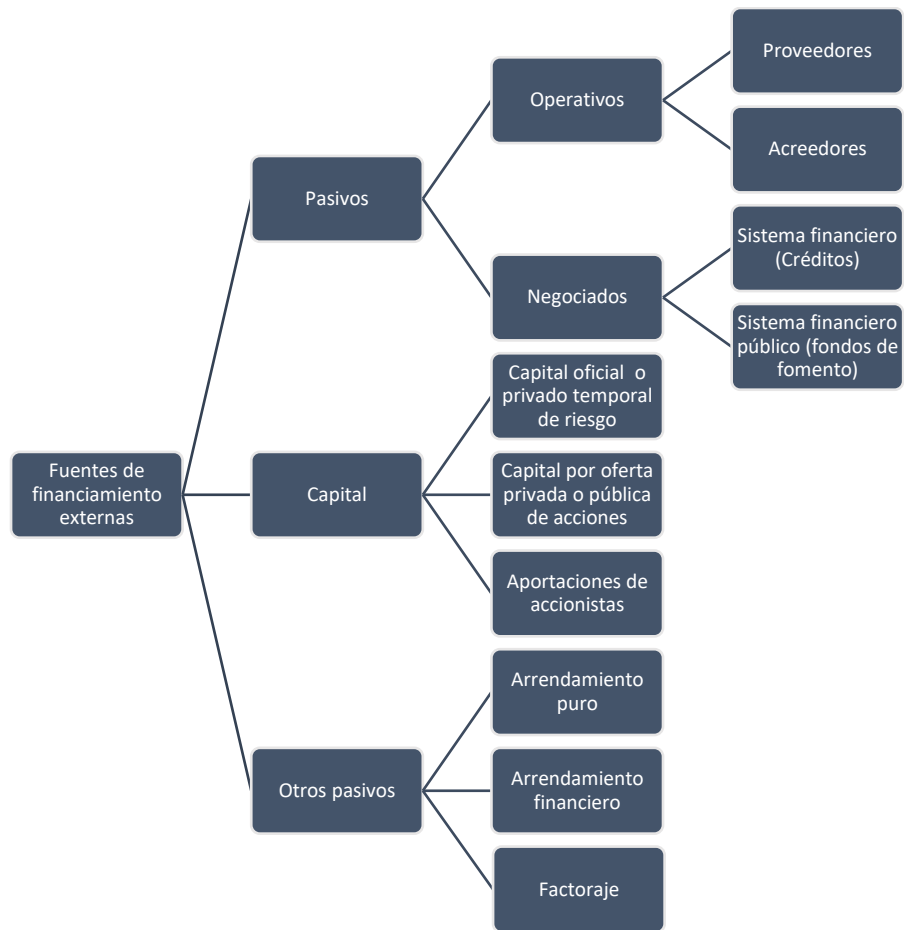 Fuentes de
financiamiento
externas
Pasivos
Operativos
Proveedores
Acreedores
Negociados
Sistema financiero
(Créditos)
Sistema financiero
público (fondos de
fomento)
Capital
Capital oficial o
privado temporal
de riesgo
Capital por oferta
privada o pública
de acciones
Aportaciones de
accionistas
Otros pasivos
Arrendamiento
puro
Arrendamiento
financiero
Factoraje